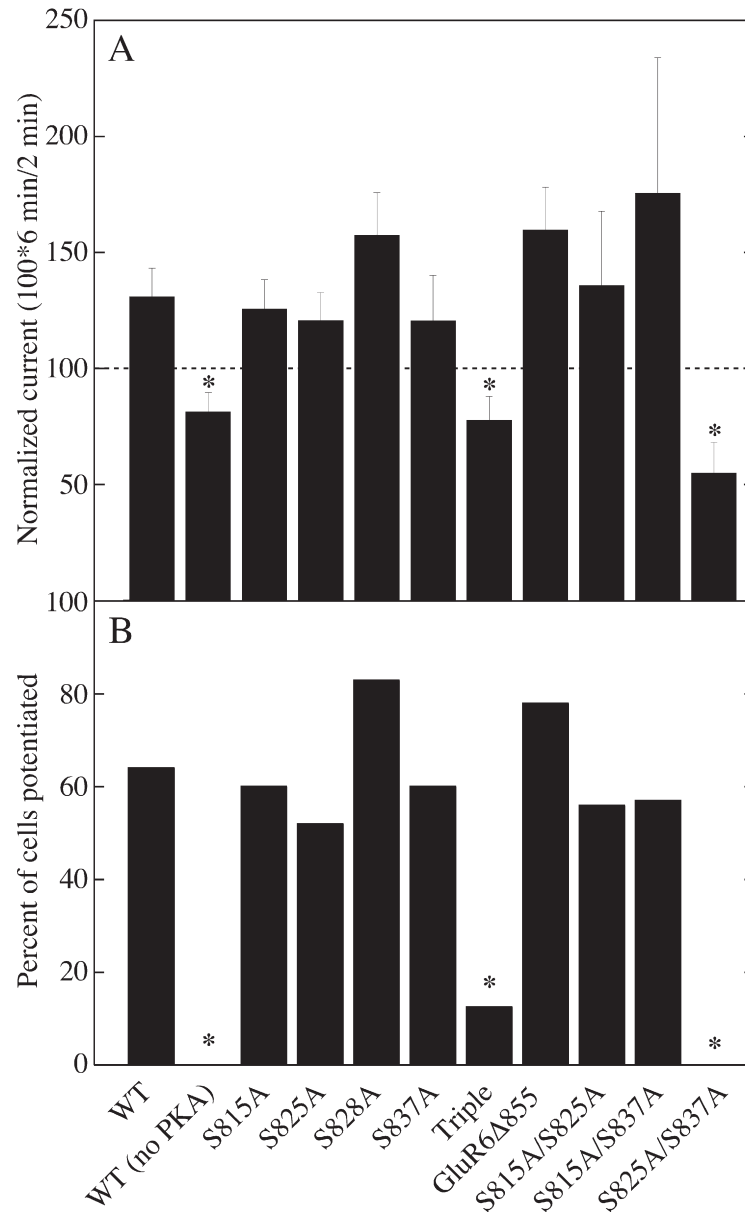 A
Normalized current (100*6 min/2 min)
250
200
150
100
50
*
*
*
100
B
Percent of cells potentiated
80
60
40
20
0
*
*
*
WT
WT (no PKA)
S815A
S825A
S828A
S837A
Triple
GluR6Δ855
S815A/S825A
S815A/S837A
S825A/S837A